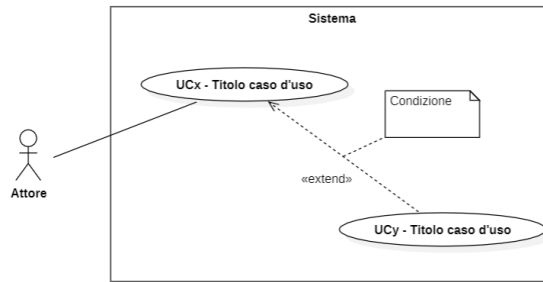 Sistema
UCx - Titolo caso d'uso
Condizione
Attore
«extend»
UCy - Titolo caso d'uso